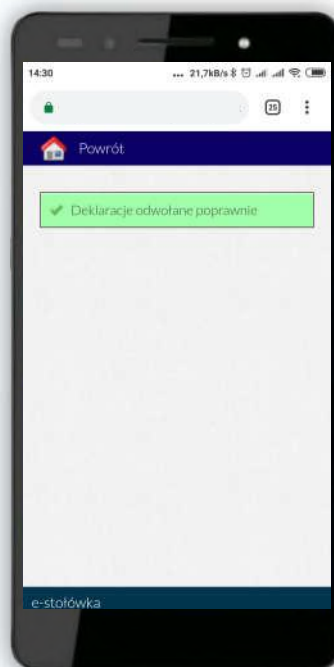 14:30
... 21,7kB/s
25
Powrót
Deklaracje odwołane poprawnie
e-stołówka